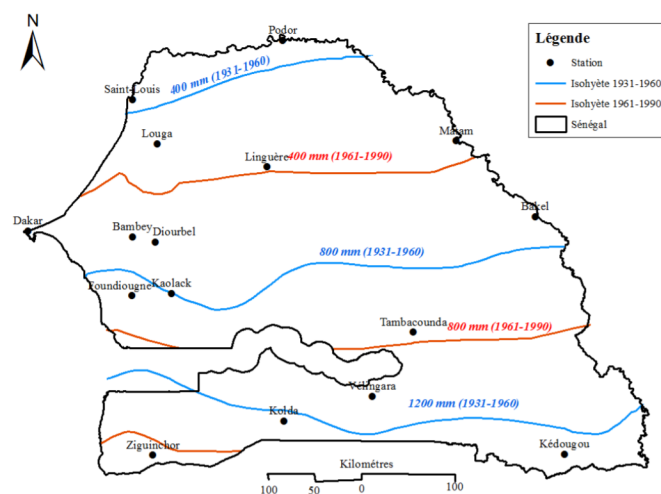 N
Podor
Légende
Station
Isohyète 1931-1960
Isohyète 1961-1990
Sénégal
400 mm (1931-1960)
Saint-Louis
Louga
Matam
Linguère
400 mm (1961-1990)
Bakel
Dakar
Bambey
Diourbel
800 mm (1931-1960)
Foundiougne
Kaolack
Tambacounda
800 mm (1961-1990)
Vélingara
1200 mm (1931-1960)
Kolda
Ziguinchor
Kédougou
Kilométres
100 50 0 100